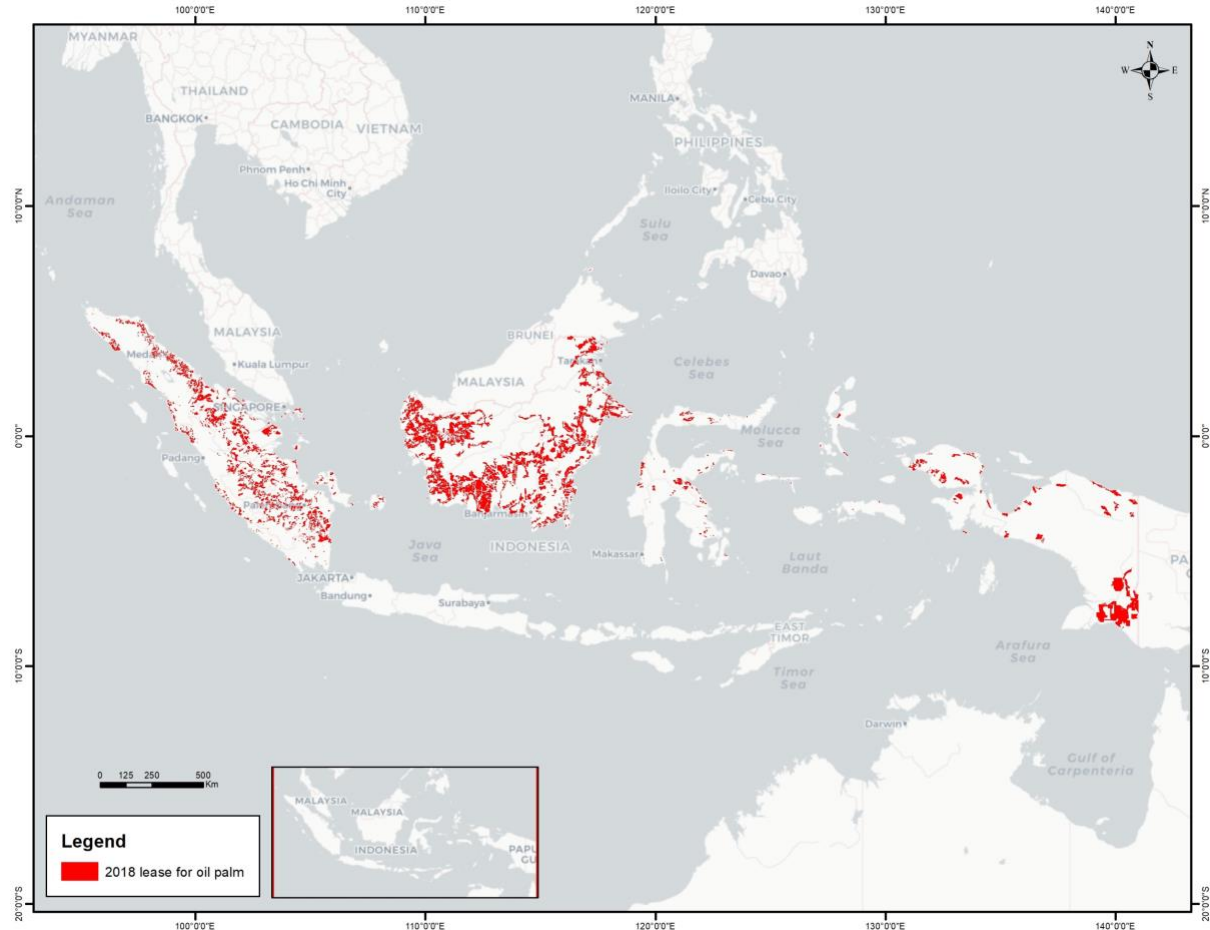 100°0'0"E 110°0'0"E 120°0'0"E 130°0'0"E 140°0'0"E
MYANMAR
N
W E
S
THAILAND
MANILA
BANGKOK
CAMBODIA VIETNAM
PHILIPPINES
Phnom Penh
Ho Chi Minh
City
Iloilo City
Cebu City
Andaman
Sea
10°0'0"N
10°0'0"N
Sulu
Sea
Davao
MALAYSIA
BRUNEI
Kuala Lumpur
Celebes
Sea
MALAYSIA
SINGAPORE
Molucca
Sea
0°0'0"
0°0'0"
Padang
Java
Sea
INDONESIA
Makassar
Laut
Banda
JAKARTA
Bandung
Surabaya
EAST
TIMOR
Timor
Sea
Arafura
Sea
10°0'0"S
10°0'0"S
Darwin
Gulf of
Carpenteria
0 125 250 500
Km
MALAYSIA
MALAYSIA
INDONESIA
Legend
2018 lease for oil palm
20°0'0"S
20°0'0"S
100°0'0"E 110°0'0"E 120°0'0"E 130°0'0"E 140°0'0"E